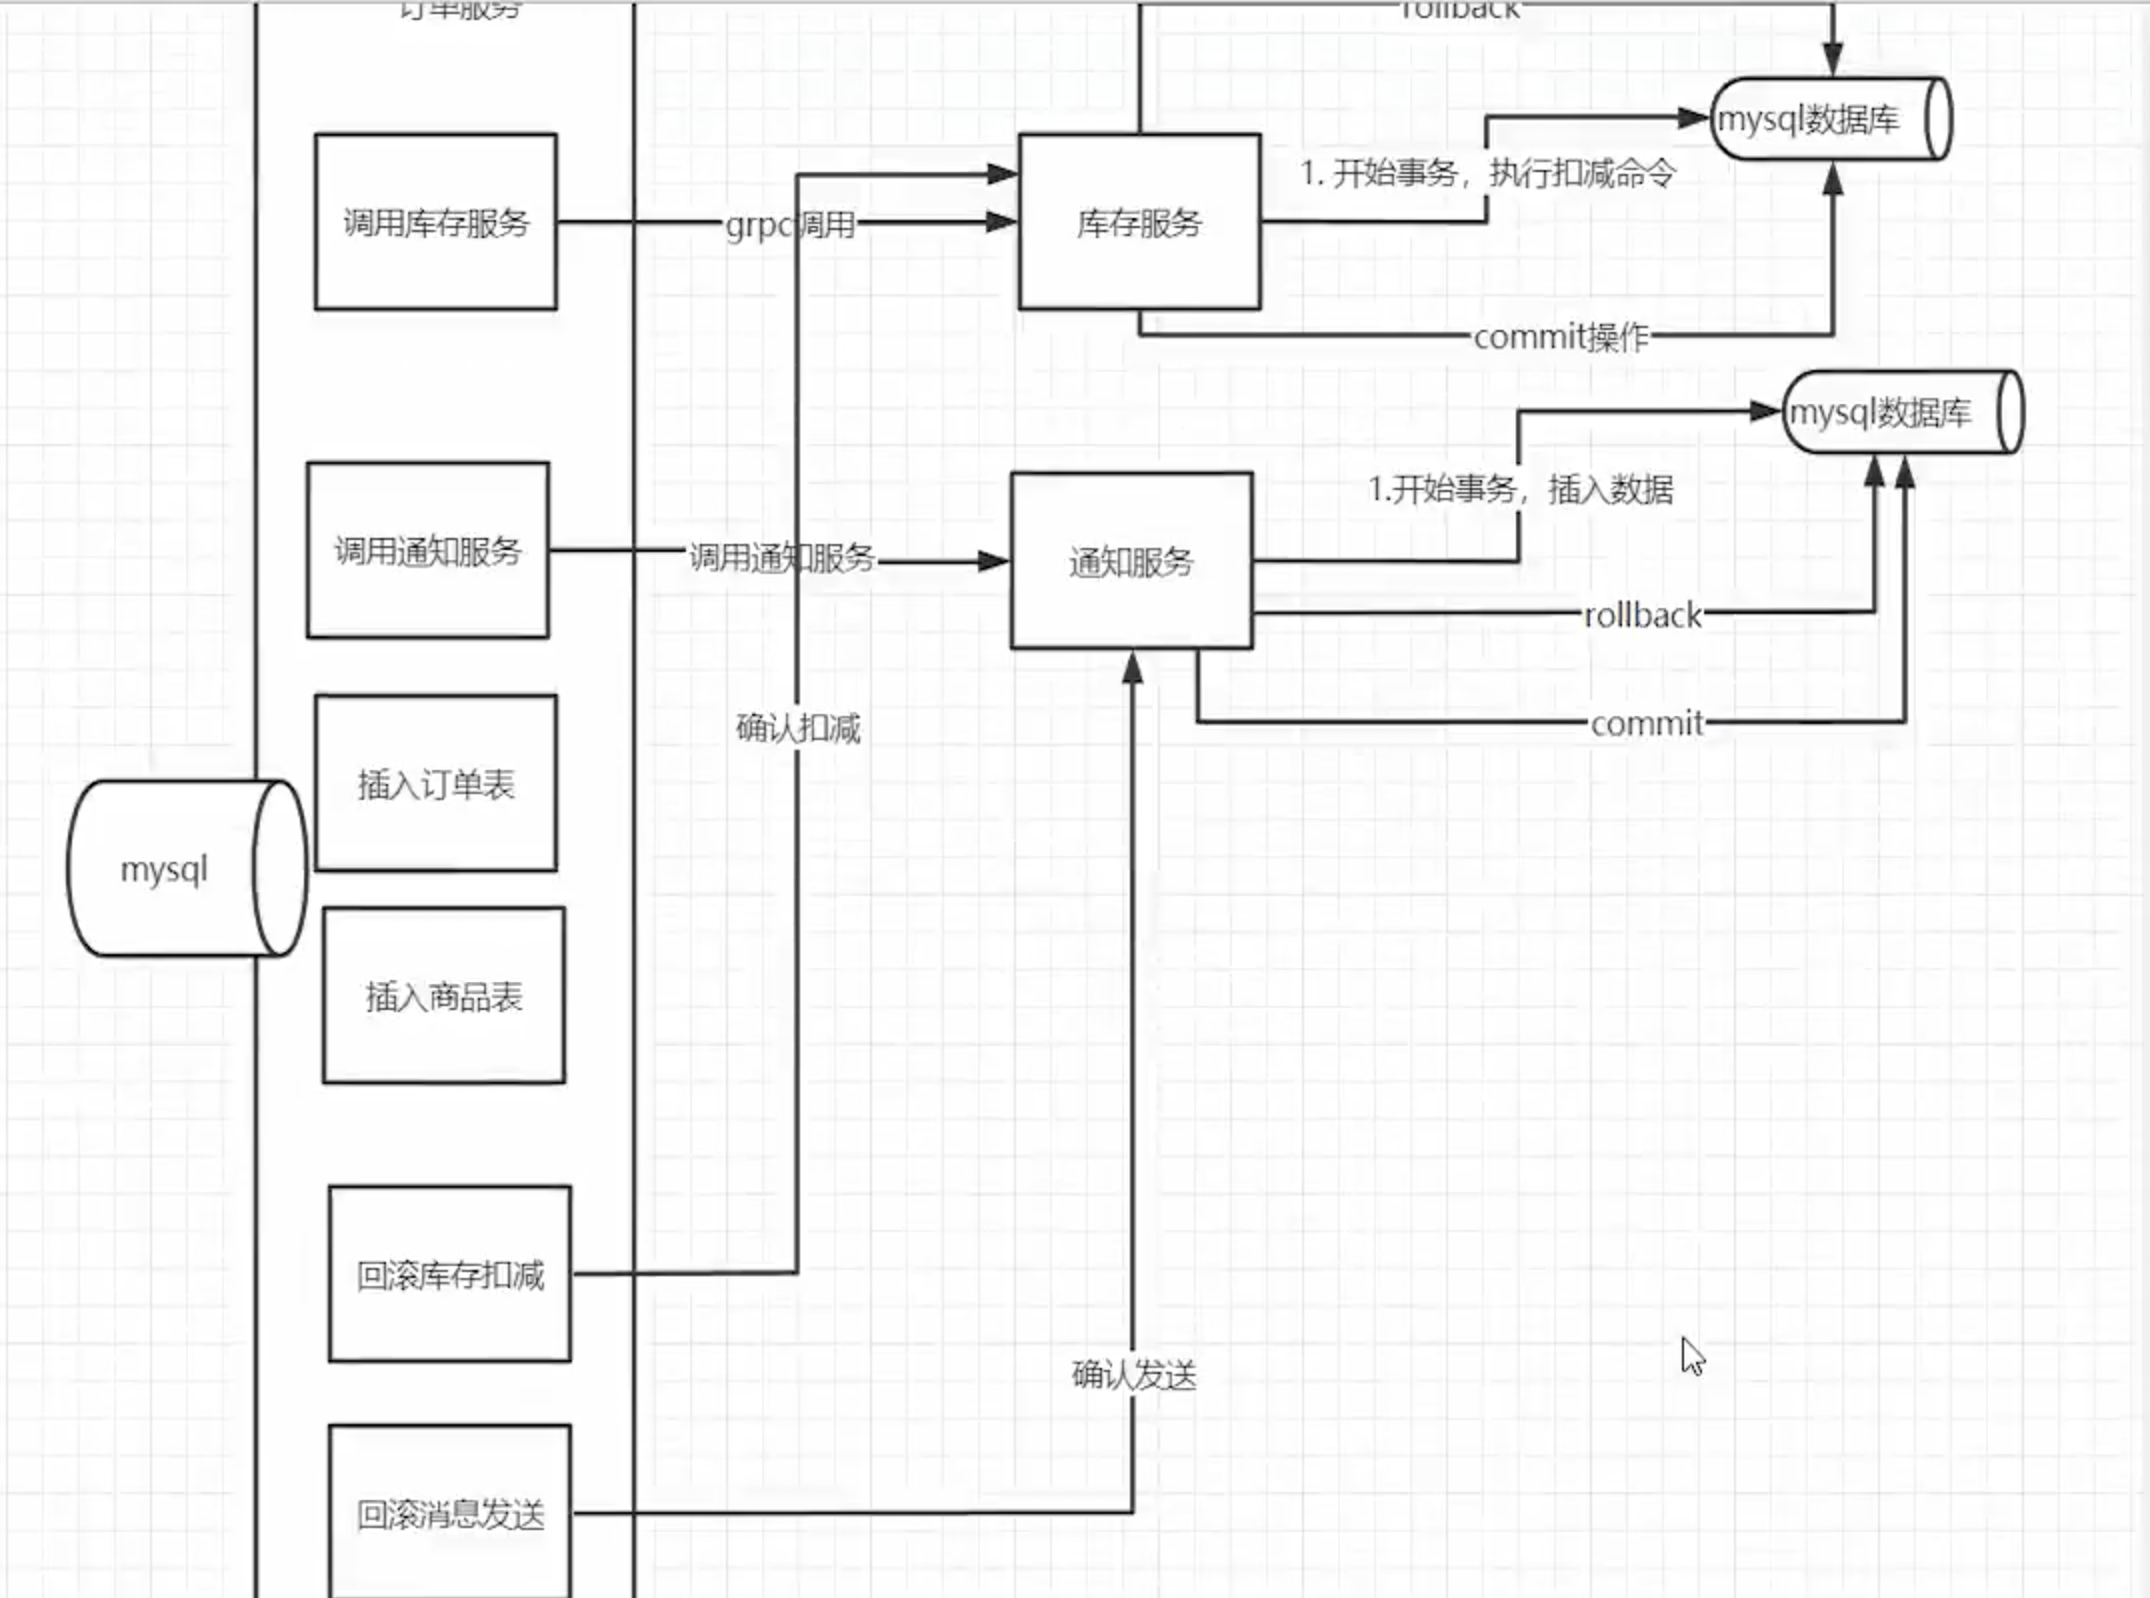 订单服务
rollback
mysql数据库
1. 开始事务，执行扣减命令
调用库存服务
grpc调用
库存服务
commit操作
mysql数据库
1.开始事务，插入数据
调用通知服务
调用通知服务
通知服务
rollback
确认扣减
commit
插入订单表
mysql
插入商品表
回滚库存扣减
确认发送
回滚消息发送